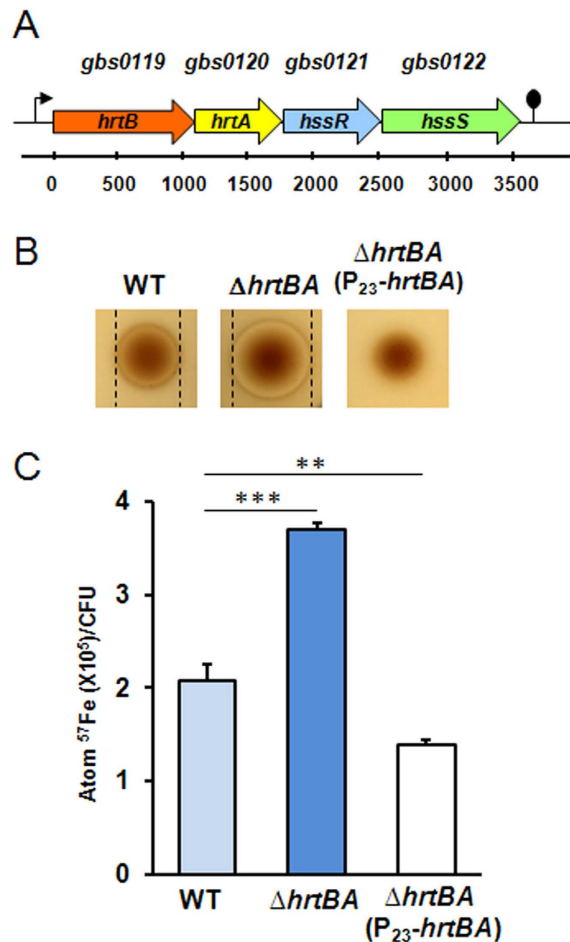 A
gbs0119 gbs0120 gbs0121 gbs0122
hrtB hrtA hssR hssS
0 500 1000 1500 2000 2500 3000 3500
B
WT ΔhrtBA ΔhrtBA
(P₂₃-hrtBA)
C
**
***
4
3
2
1
0
Atom ⁵⁷Fe (X10⁵)/CFU
WT ΔhrtBA ΔhrtBA
(P₂₃-hrtBA)